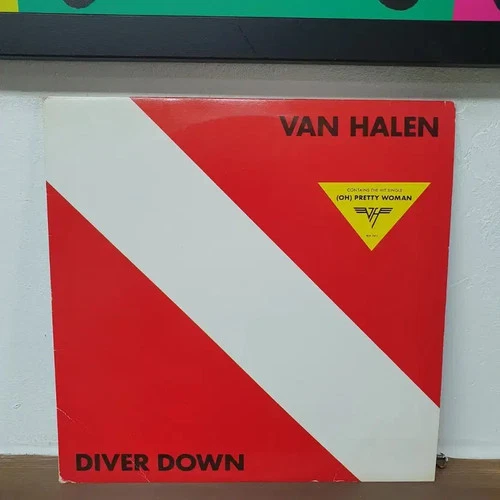 VAN HALEN
CONTAINS THE HIT SINGLE
(OH) PRETTY WOMAN
DIVER DOWN